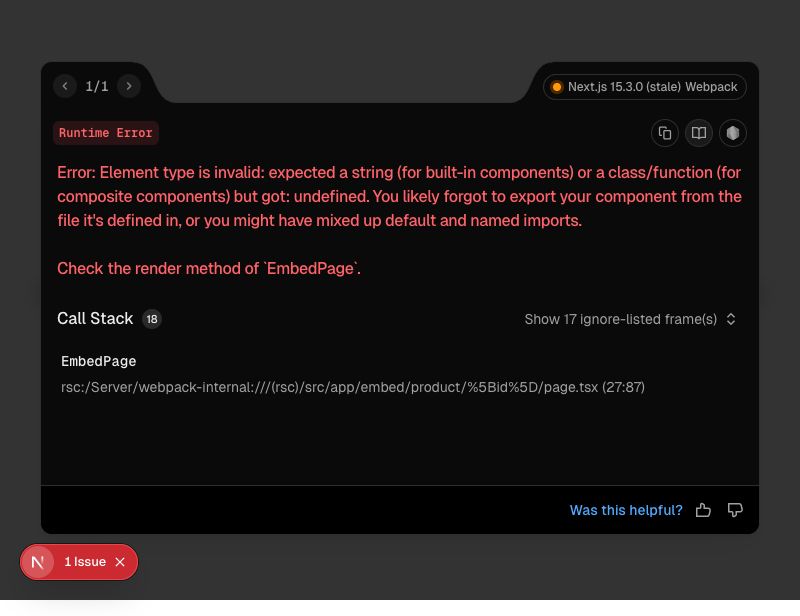 1/1
Next.js 15.3.0 (stale) Webpack
Runtime Error
Error: Element type is invalid: expected a string (for built-in components) or a class/function (for
composite components) but got: undefined. You likely forgot to export your component from the
file it's defined in, or you might have mixed up default and named imports.
Check the render method of `EmbedPage`.
Call Stack 18
Show 17 ignore-listed frame(s)
EmbedPage
rsc:/Server/webpack-internal:///(rsc)/src/app/embed/product/%5Bid%5D/page.tsx (27:87)
Was this helpful?
N 1 Issue